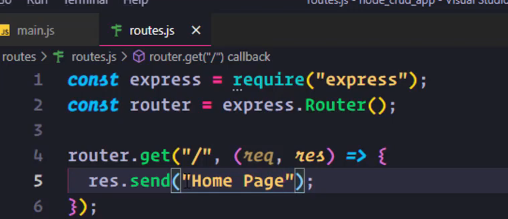 Run Terminal Help routes.js - node_crud_app - Visual Studio
JS main.js routes.js ×
routes > routes.js > router.get("/") callback
1 const express = require("express");
2 const router = express.Router();
3
4 router.get("/", (req, res) => {
5 res.send("Home Page");
6 });